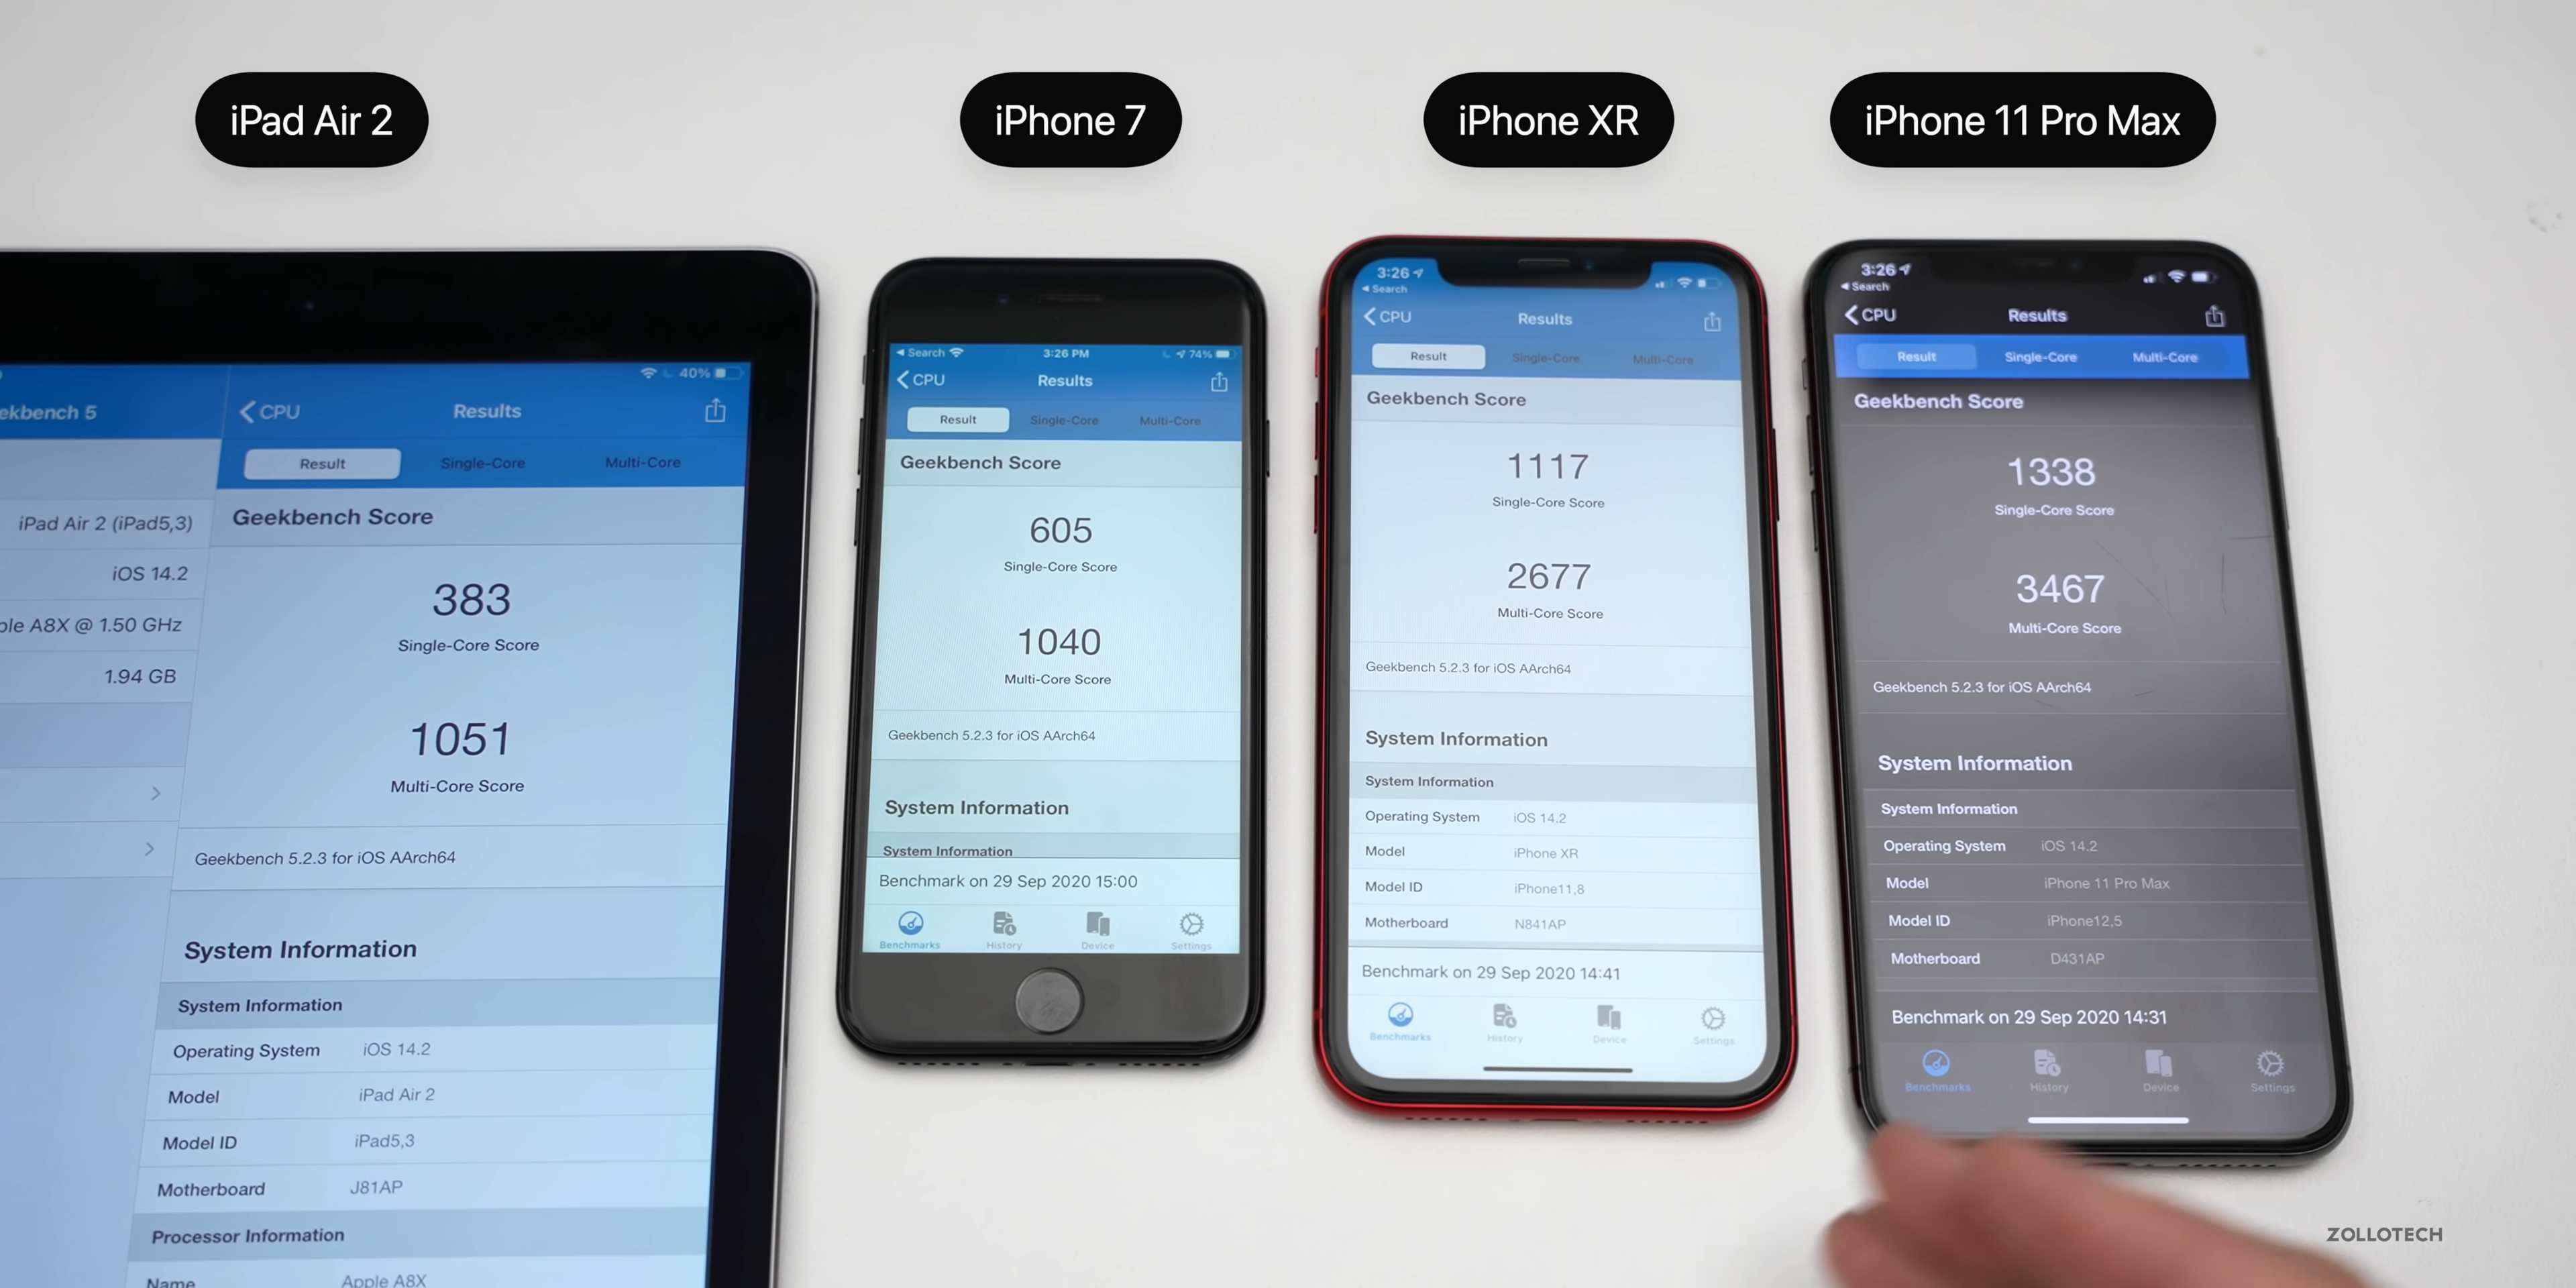 iPad Air 2
iPhone 7
iPhone XR
iPhone 11 Pro Max
40%
ekbench 5
CPU
Results
Result
Single-Core
Multi-Core
iPad Air 2 (iPad5,3)
iOS 14.2
ple A8X @ 1.50 GHz
1.94 GB
Geekbench Score
383
Single-Core Score
1051
Multi-Core Score
Geekbench 5.2.3 for iOS AArch64
System Information
System Information
Operating System iOS 14.2
Model iPad Air 2
Model ID iPad5,3
Motherboard J81AP
Processor Information
Name Apple A8X
Search 3:26 PM 74%
CPU
Results
Result
Single-Core
Multi-Core
Geekbench Score
605
Single-Core Score
1040
Multi-Core Score
Geekbench 5.2.3 for iOS AArch64
System Information
System Information
Benchmark on 29 Sep 2020 15:00
Benchmarks History Device Settings
3:26
Search
CPU
Results
Result
Single-Core
Multi-Core
Geekbench Score
1117
Single-Core Score
2677
Multi-Core Score
Geekbench 5.2.3 for iOS AArch64
System Information
System Information
Operating System iOS 14.2
Model iPhone XR
Model ID iPhone11,8
Motherboard N841AP
Benchmark on 29 Sep 2020 14:41
Benchmarks History Device Settings
3:26
Search
CPU
Results
Result
Single-Core
Multi-Core
Geekbench Score
1338
Single-Core Score
3467
Multi-Core Score
Geekbench 5.2.3 for iOS AArch64
System Information
System Information
Operating System iOS 14.2
Model iPhone 11 Pro Max
Model ID iPhone12,5
Motherboard D431AP
Benchmark on 29 Sep 2020 14:31
Benchmarks History Device Settings
ZOLLOTECH